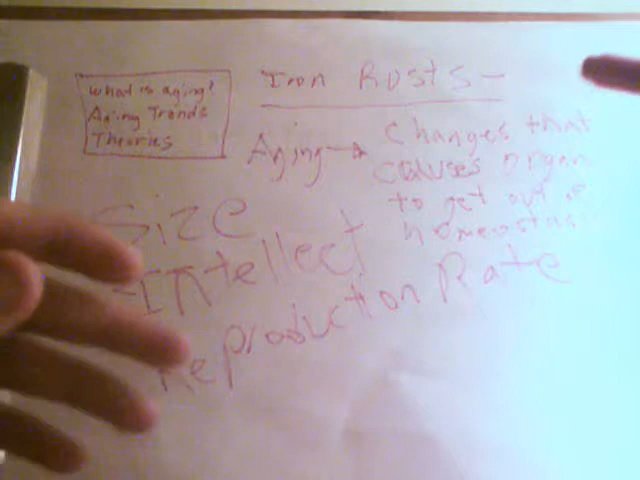 What is aging?
Aging Trends
Theories
Iron Rusts -
Aging → Changes that
causes organ
to get out of
homeostasi
Size
Intellect
Reproduction Rate